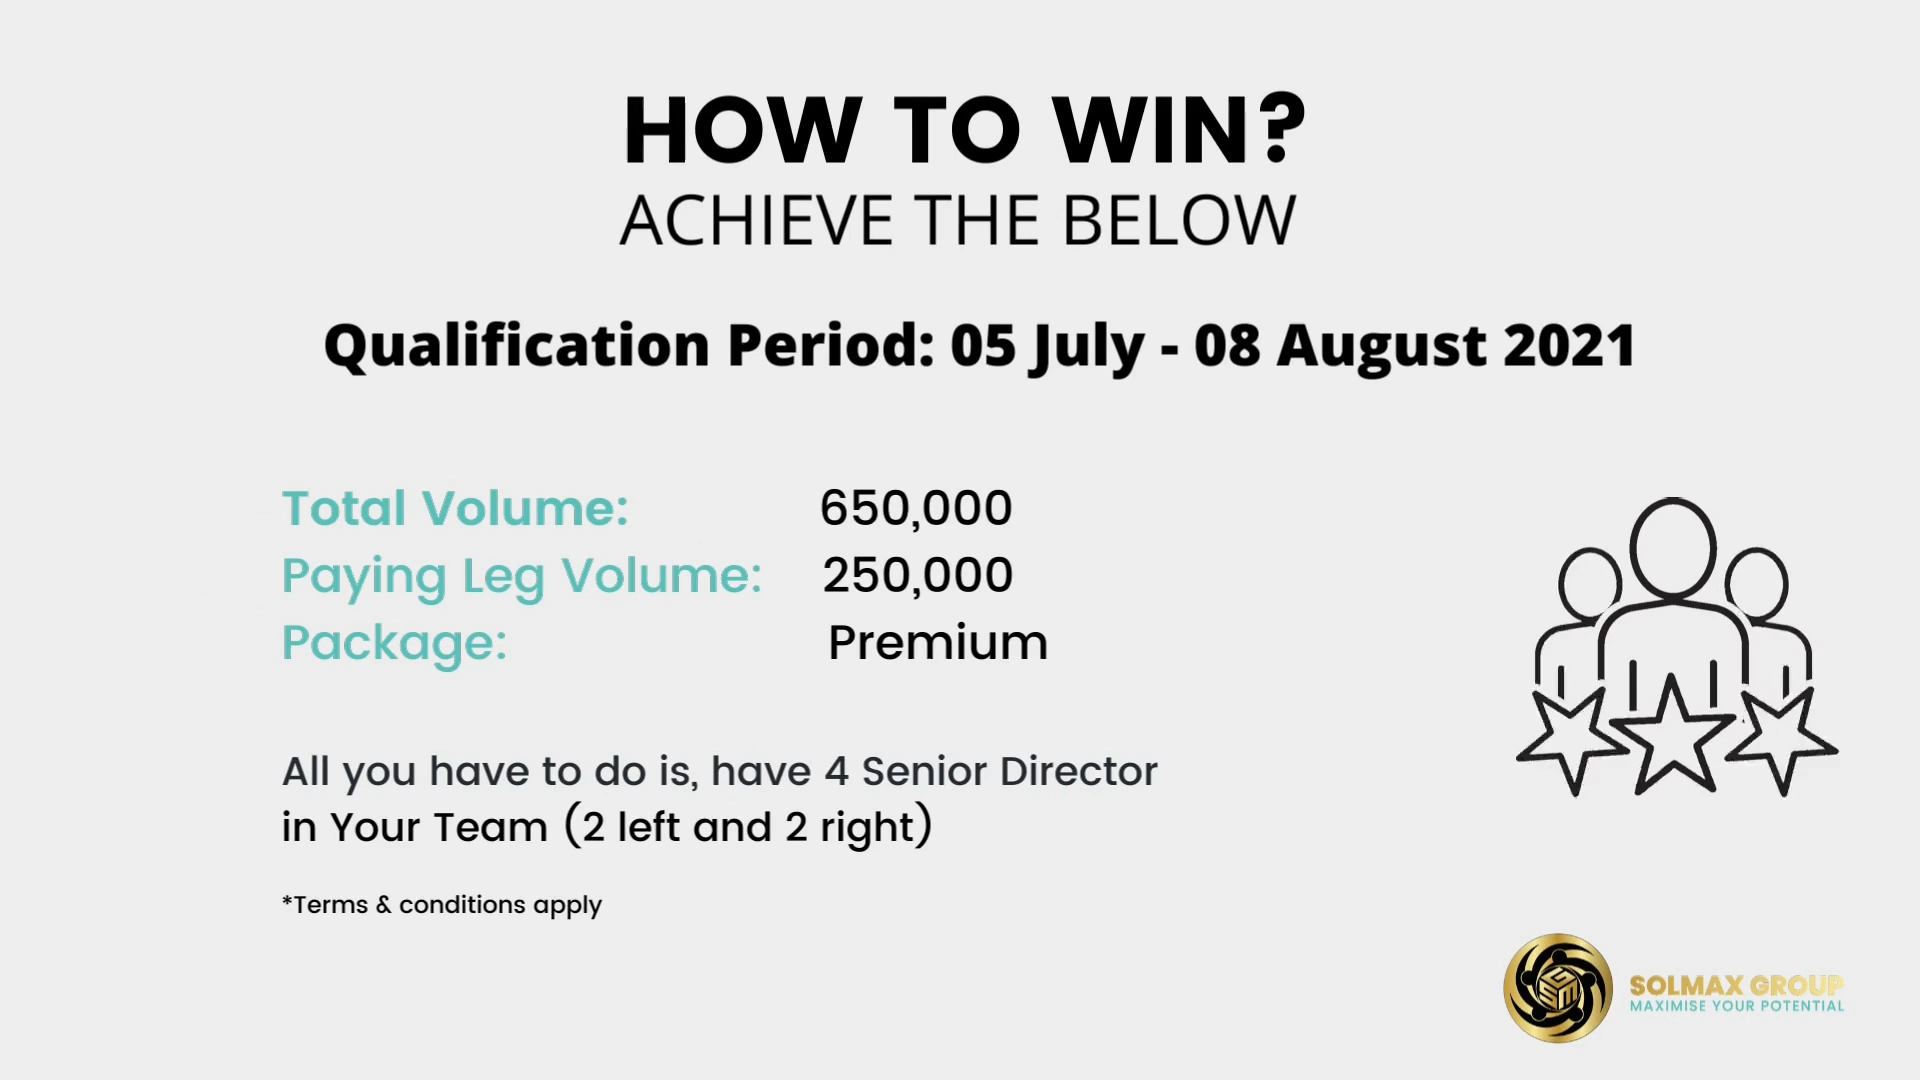 HOW TO WIN?
ACHIEVE THE BELOW
Qualification Period: 05 July - 08 August 2021
Total Volume: 650,000
Paying Leg Volume: 250,000
Package: Premium
All you have to do is, have 4 Senior Director
in Your Team (2 left and 2 right)
*Terms & conditions apply
SGM
SOLMAX GROUP
MAXIMISE YOUR POTENTIAL